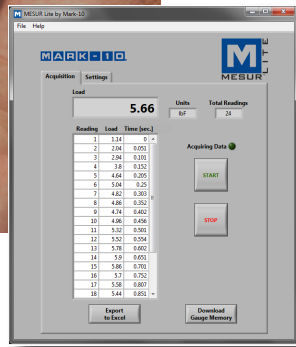 MESUR Lite by Mark-10
File Help
MARK-10
M
MESUR
LITE
Acquisition Settings
Load
5.66
Units
lbF
Total Readings
24
Reading Load Time (sec.)
1 1.14 0
2 2.04 0.051
3 2.94 0.101
4 3.8 0.152
5 4.64 0.205
6 5.04 0.25
7 4.82 0.303
8 4.86 0.352
9 4.74 0.402
10 4.96 0.456
11 5.32 0.501
12 5.52 0.554
13 5.78 0.602
14 5.9 0.651
15 5.86 0.701
16 5.7 0.752
17 5.58 0.807
18 5.44 0.851
Acquiring Data
START
STOP
Export
to Excel
Download
Gauge Memory